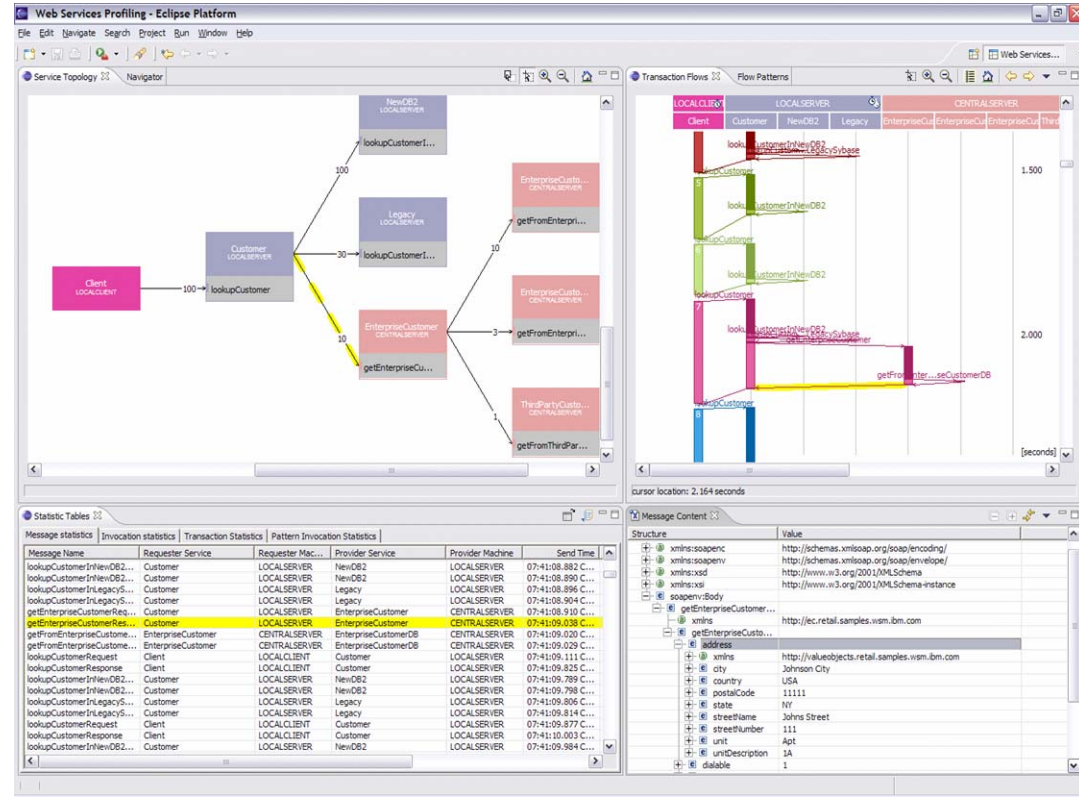 Web Services Profiling - Eclipse Platform
File Edit Navigate Search Project Run Window Help
Web Services...
Service Topology Navigator
NewDB2
LOCALSERVER
lookupCustomerI...
100
Legacy
LOCALSERVER
lookupCustomerI...
30
Customer
LOCALSERVER
lookupCustomer
Client
LOCALCLIENT
100
10
EnterpriseCustomer
CENTRALSERVER
getEnterpriseCu...
EnterpriseCusto...
CENTRALSERVER
getFromEnterpri...
10
EnterpriseCusto...
CENTRALSERVER
getFromEnterpri...
3
ThirdPartyCusto...
CENTRALSERVER
getFromThirdPar...
1
Transaction Flows Flow Patterns
LOCALCLIENT LOCALSERVER CENTRALSERVER
Client Customer NewDB2 Legacy EnterpriseCus EnterpriseCus EnterpriseCus Third
lookupCustomerInNewDB2
1.500
lookupCustomer
5
lookupCustomerInNewDB2
lookupCustomer
6
lookupCustomerInNewDB2
lookupCustomer
7
lookupCustomerInNewDB2
getEnterpriseCustomer
2.000
getFromEnter...seCustomerDB
lookupCustomer
8
[seconds]
cursor location: 2.164 seconds
Statistic Tables
Message statistics Invocation statistics Transaction Statistics Pattern Invocation Statistics
Message Name Requester Service Requester Mac... Provider Service Provider Machine Send Time
lookupCustomerInNewDB2... Customer LOCALSERVER NewDB2 LOCALSERVER 07:41:08.882 C...
lookupCustomerInNewDB2... Customer LOCALSERVER NewDB2 LOCALSERVER 07:41:08.890 C...
lookupCustomerInLegacyS... Customer LOCALSERVER Legacy LOCALSERVER 07:41:08.896 C...
lookupCustomerInLegacyS... Customer LOCALSERVER Legacy LOCALSERVER 07:41:08.904 C...
getEnterpriseCustomerReq... Customer LOCALSERVER EnterpriseCustomer CENTRALSERVER 07:41:08.910 C...
getEnterpriseCustomerRes... Customer LOCALSERVER EnterpriseCustomer CENTRALSERVER 07:41:09.038 C...
getFromEnterpriseCustome... EnterpriseCustomer CENTRALSERVER EnterpriseCustomerDB CENTRALSERVER 07:41:09.020 C...
getFromEnterpriseCustome... EnterpriseCustomer CENTRALSERVER EnterpriseCustomerDB CENTRALSERVER 07:41:09.029 C...
lookupCustomerRequest Client LOCALCLIENT Customer LOCALSERVER 07:41:09.111 C...
lookupCustomerResponse Client LOCALCLIENT Customer LOCALSERVER 07:41:09.825 C...
lookupCustomerInNewDB2... Customer LOCALSERVER NewDB2 LOCALSERVER 07:41:09.789 C...
lookupCustomerInNewDB2... Customer LOCALSERVER NewDB2 LOCALSERVER 07:41:09.798 C...
lookupCustomerInLegacyS... Customer LOCALSERVER Legacy LOCALSERVER 07:41:09.806 C...
lookupCustomerInLegacyS... Customer LOCALSERVER Legacy LOCALSERVER 07:41:09.814 C...
lookupCustomerRequest Client LOCALCLIENT Customer LOCALSERVER 07:41:09.877 C...
lookupCustomerResponse Client LOCALCLIENT Customer LOCALSERVER 07:41:10.003 C...
lookupCustomerInNewDB2... Customer LOCALSERVER NewDB2 LOCALSERVER 07:41:09.984 C...
Message Content
Structure Value
xmlns:soapenc http://schemas.xmlsoap.org/soap/encoding/
xmlns:soapenv http://schemas.xmlsoap.org/soap/envelope/
xmlns:xsd http://www.w3.org/2001/XMLSchema
xmlns:xsi http://www.w3.org/2001/XMLSchema-instance
soapenv:Body
getEnterpriseCustomer...
xmlns http://ec.retail.samples.wsm.ibm.com
getEnterpriseCusto...
address
xmlns http://valueobjects.retail.samples.wsm.ibm.com
city Johnson City
country USA
postalCode 11111
state NY
streetName Johns Street
streetNumber 111
unit Apt
unitDescription 1A
dialable 1